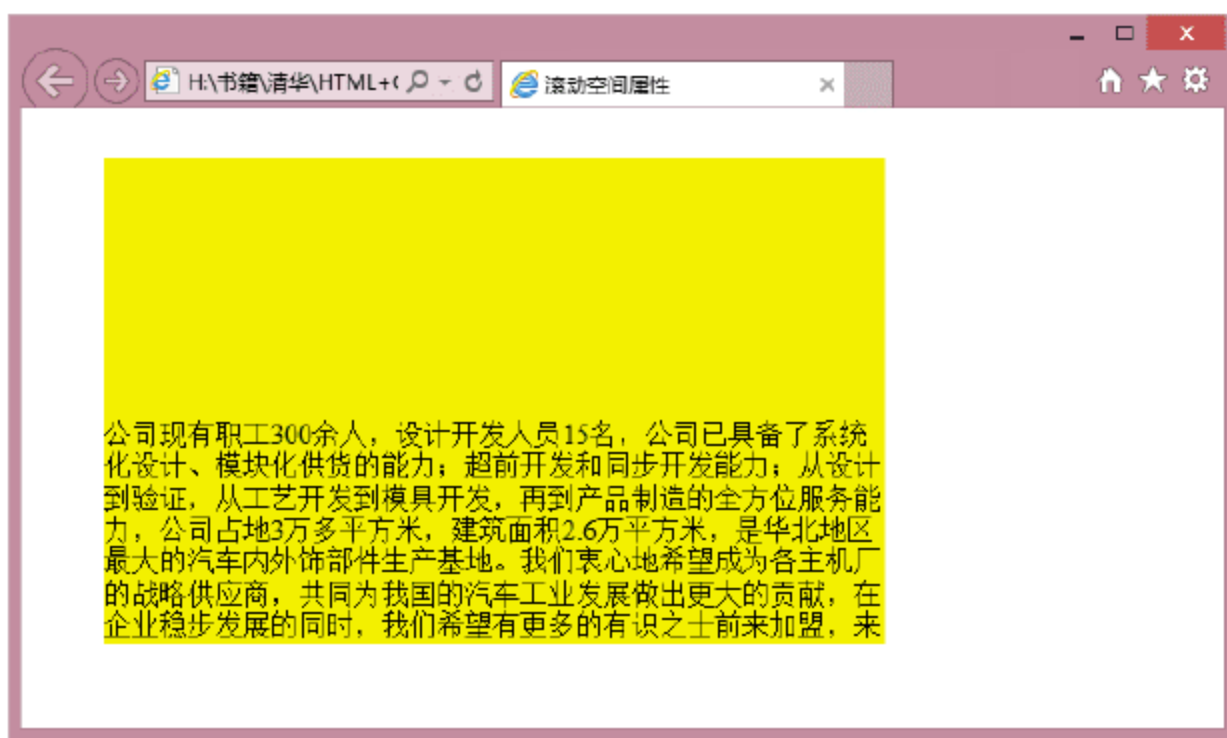 H:\书籍\清华\HTML+(
滚动空间属性
公司现有职工300余人，设计开发人员15名，公司已具备了系统
化设计、模块化供货的能力；超前开发和同步开发能力；从设计
到验证，从工艺开发到模具开发，再到产品制造的全方位服务能
力，公司占地3万多平方米，建筑面积2.6万平方米，是华北地区
最大的汽车内外饰部件生产基地。我们衷心地希望成为各主机厂
的战略供应商，共同为我国的汽车工业发展做出更大的贡献，在
企业稳步发展的同时，我们希望有更多的有识之士前来加盟，来